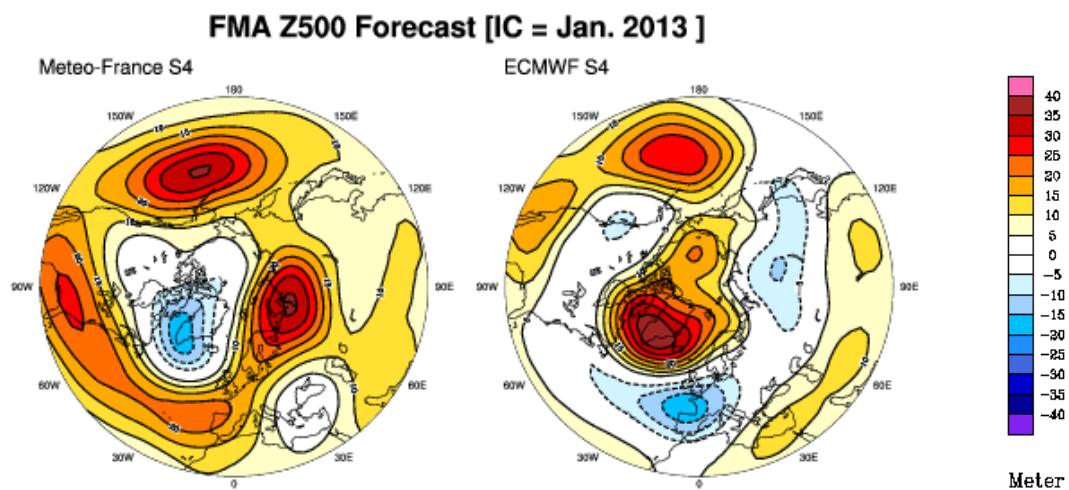 FMA Z500 Forecast [IC = Jan. 2013 ]
Meteo-France S4
ECMWF S4
180
150W
150E
120W
120E
90W
90E
60W
60E
30W
30E
0
180
150W
150E
120W
120E
90W
90E
60W
60E
30W
30E
0
40
35
30
25
20
15
10
5
0
-5
-10
-15
-20
-25
-30
-35
-40
Meter